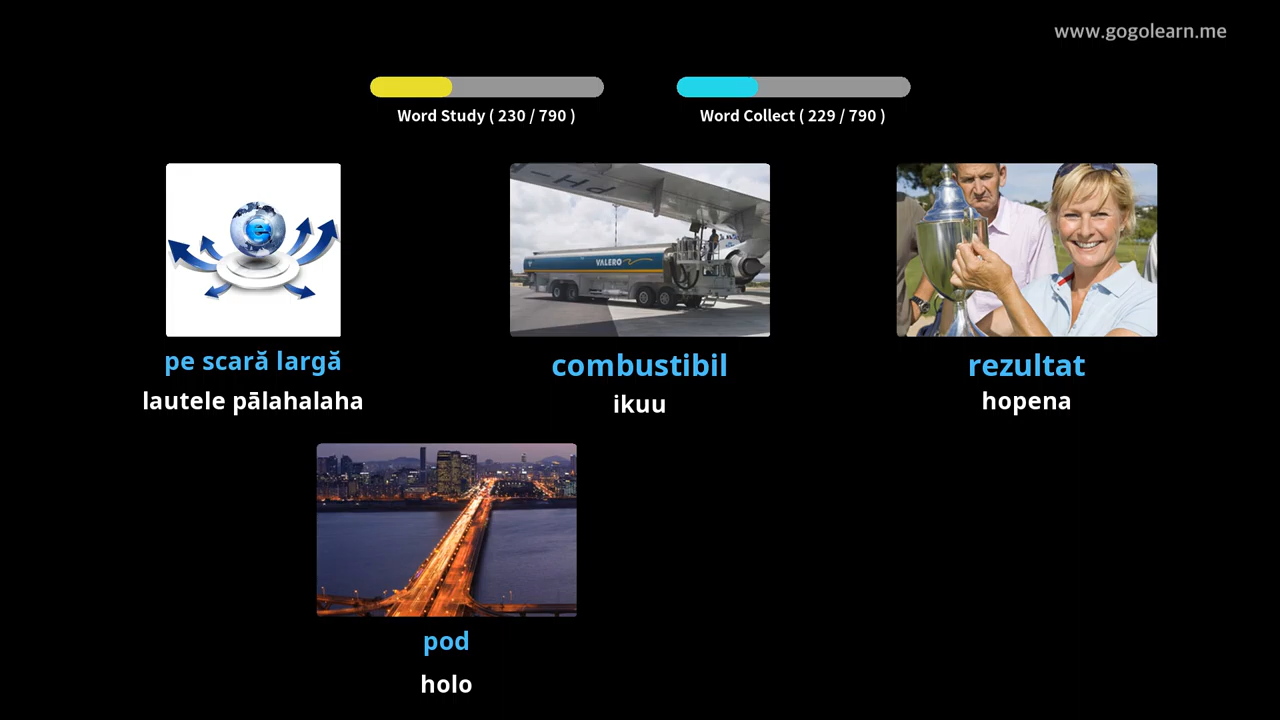 www.gogolearn.me
Word Study ( 230 / 790 )
Word Collect ( 229 / 790 )
e
VALERO
pe scară largă
combustibil
rezultat
lautele pālahalaha
ikuu
hopena
pod
holo